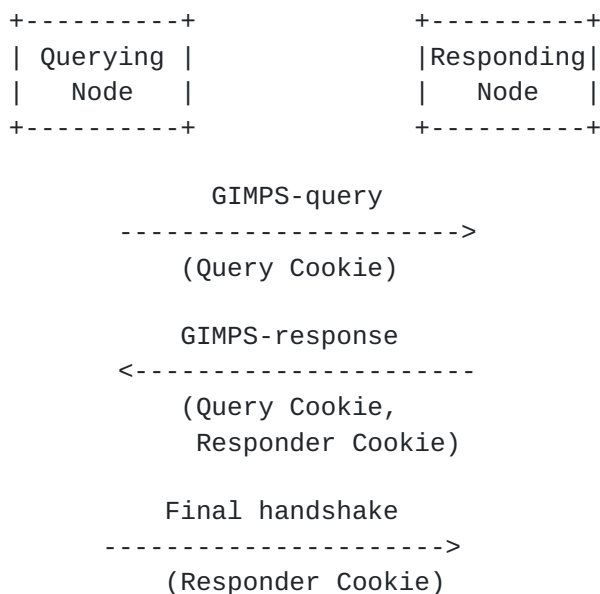 +----------+ +----------+
| Querying | |Responding|
| Node | | Node |
+----------+ +----------+
GIMPS-query
---------------------->
(Query Cookie)
GIMPS-response
<----------------------
(Query Cookie,
Responder Cookie)
Final handshake
---------------------->
(Responder Cookie)